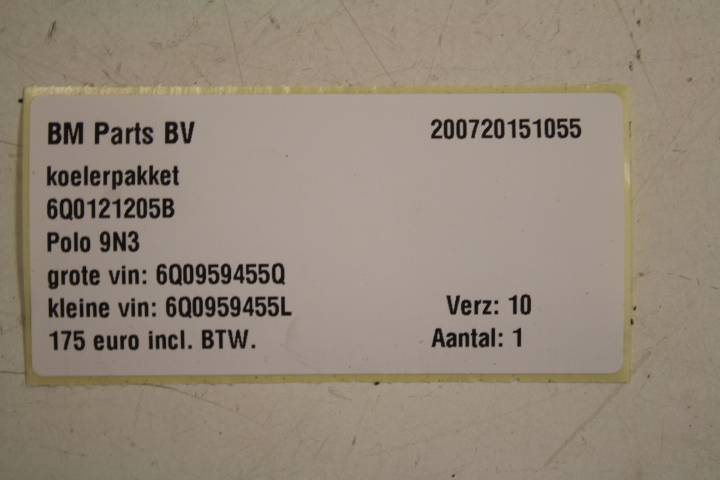 BM Parts BV 200720151055
koelerpakket
6Q0121205B
Polo 9N3
grote vin: 6Q0959455Q
kleine vin: 6Q0959455L Verz: 10
175 euro incl. BTW. Aantal: 1